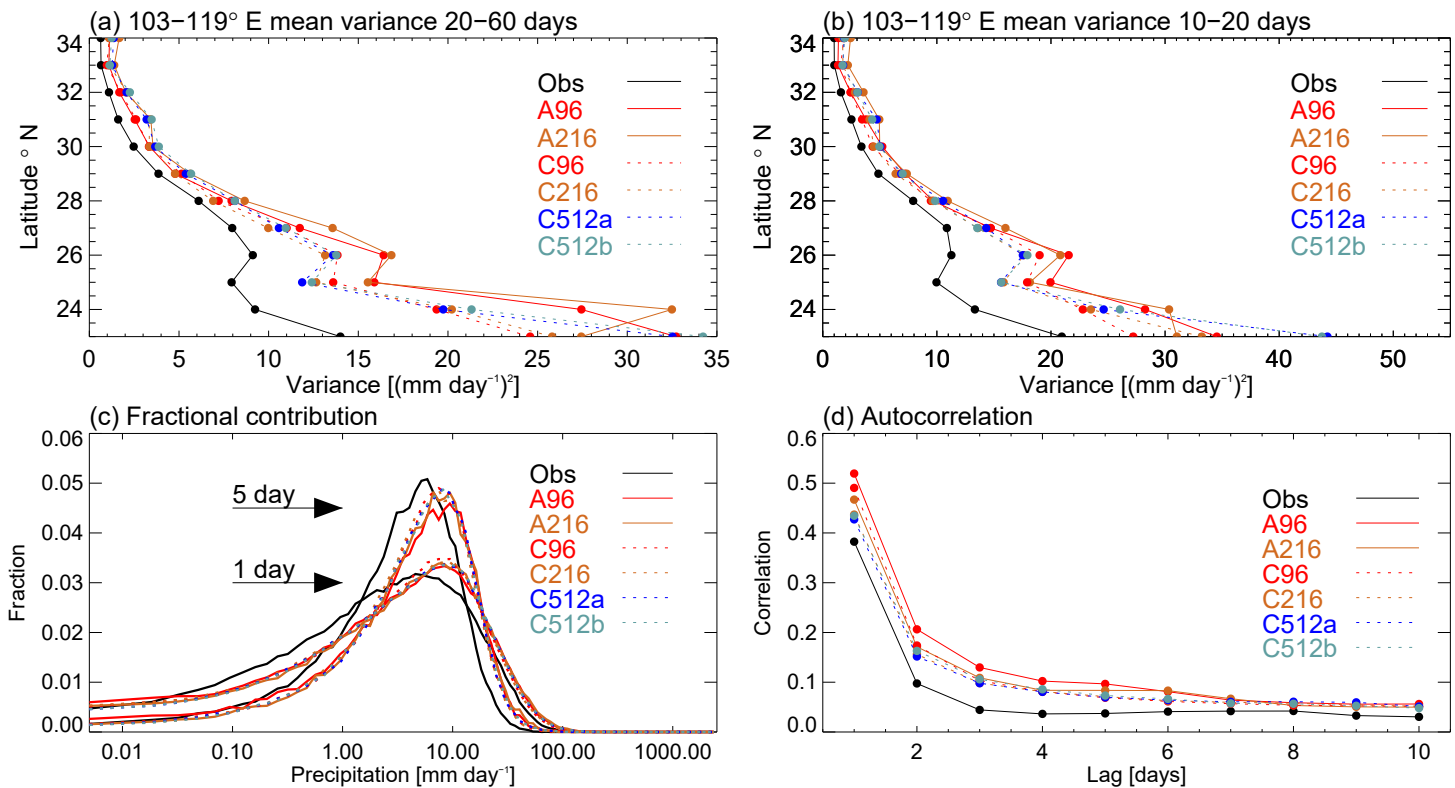 (a) 103−119° E mean variance 20−60 days
34
32
30
28
26
24
Latitude ° N
0 5 10 15 20 25 30 35
Variance [(mm day⁻¹)²]
Obs
A96
A216
C96
C216
C512a
C512b
(b) 103−119° E mean variance 10−20 days
34
32
30
28
26
24
Latitude ° N
0 10 20 30 40 50
Variance [(mm day⁻¹)²]
Obs
A96
A216
C96
C216
C512a
C512b
(c) Fractional contribution
0.06
0.05
0.04
0.03
0.02
0.01
0.00
Fraction
5 day
1 day
0.01 0.10 1.00 10.00 100.00 1000.00
Precipitation [mm day⁻¹]
Obs
A96
A216
C96
C216
C512a
C512b
(d) Autocorrelation
0.6
0.5
0.4
0.3
0.2
0.1
0.0
Correlation
2 4 6 8 10
Lag [days]
Obs
A96
A216
C96
C216
C512a
C512b